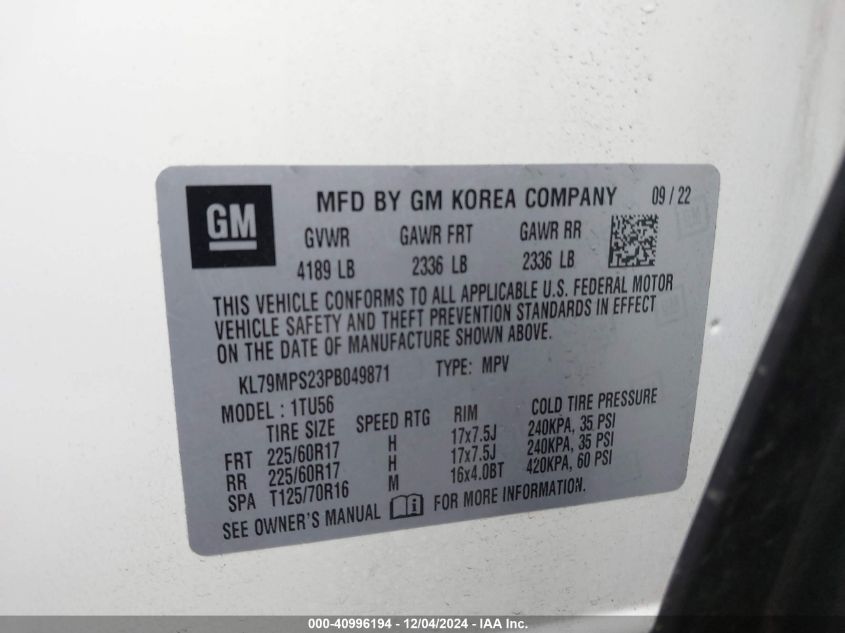 GM
MFD BY GM KOREA COMPANY 09 / 22
GVWR GAWR FRT GAWR RR
4189 LB 2336 LB 2336 LB
THIS VEHICLE CONFORMS TO ALL APPLICABLE U.S. FEDERAL MOTOR
VEHICLE SAFETY AND THEFT PREVENTION STANDARDS IN EFFECT
ON THE DATE OF MANUFACTURE SHOWN ABOVE.
KL79MPS23PB049871 TYPE: MPV
MODEL : 1TU56
TIRE SIZE SPEED RTG RIM COLD TIRE PRESSURE
FRT 225/60R17 H 17x7.5J 240KPA, 35 PSI
RR 225/60R17 H 17x7.5J 240KPA, 35 PSI
SPA T125/70R16 M 16x4.0BT 420KPA, 60 PSI
SEE OWNER'S MANUAL FOR MORE INFORMATION.
000-40996194 - 12/04/2024 - IAA Inc.